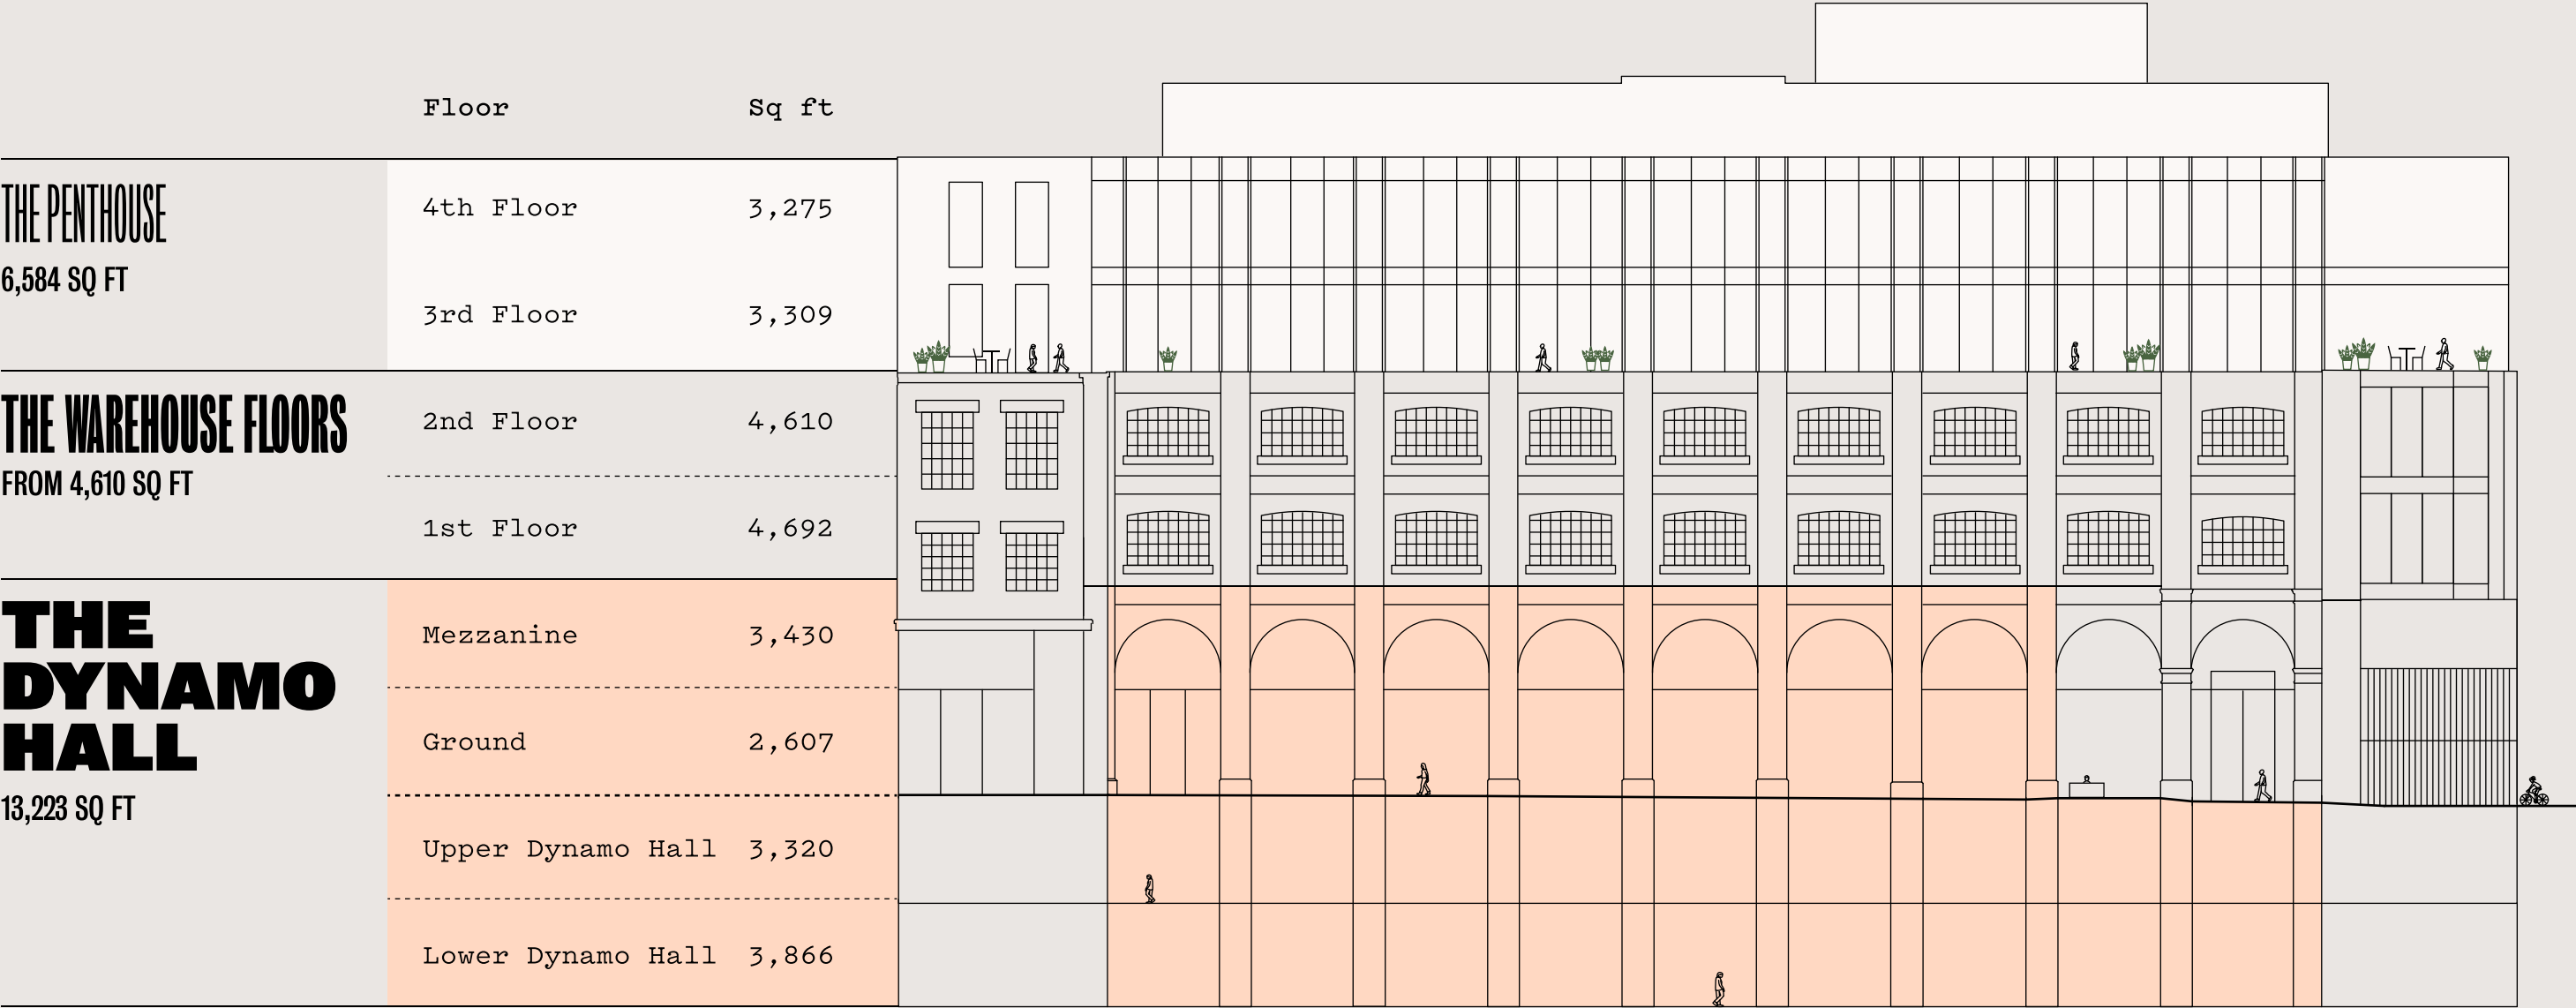 Floor Sq ft
THE PENTHOUSE
6,584 SQ FT
4th Floor 3,275
3rd Floor 3,309
THE WAREHOUSE FLOORS
FROM 4,610 SQ FT
2nd Floor 4,610
1st Floor 4,692
THE
DYNAMO
HALL
13,223 SQ FT
Mezzanine 3,430
Ground 2,607
Upper Dynamo Hall 3,320
Lower Dynamo Hall 3,866